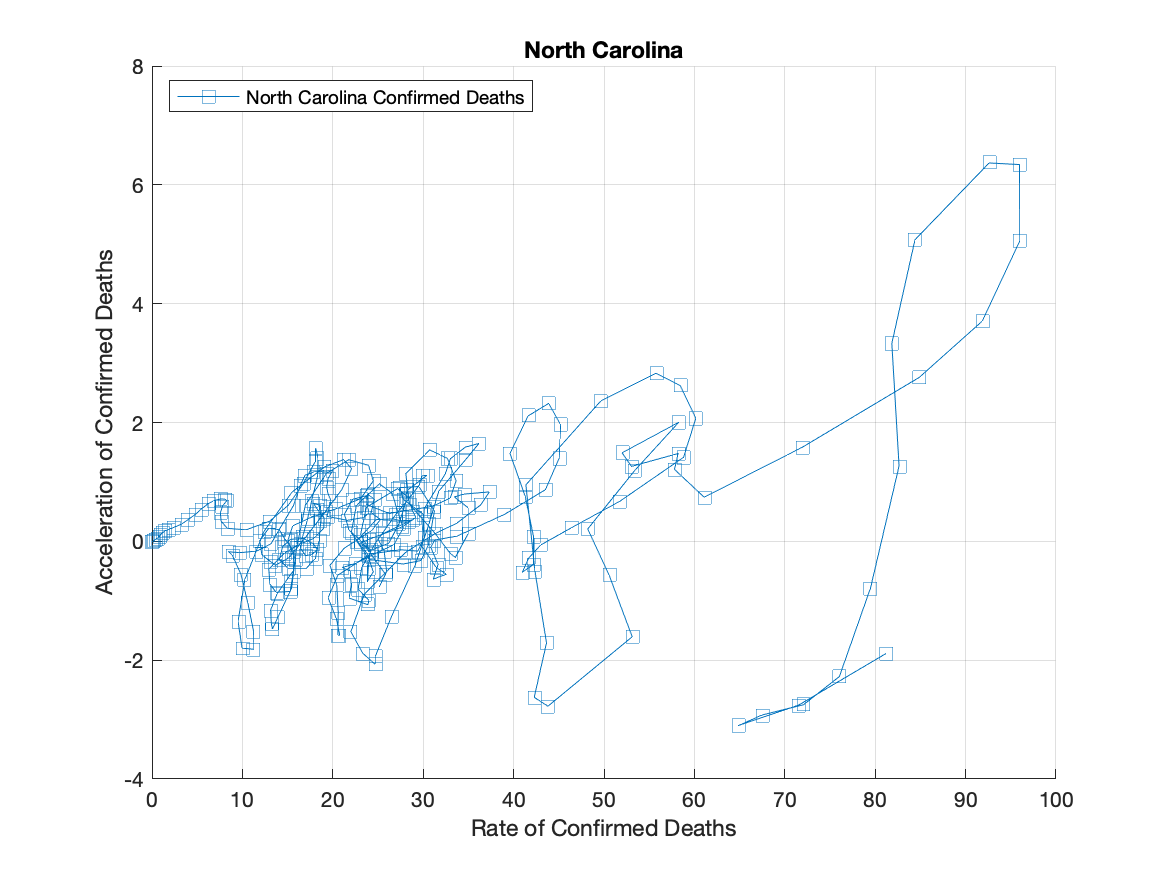 North Carolina
North Carolina Confirmed Deaths
8
6
4
2
0
-2
-4
Acceleration of Confirmed Deaths
0 10 20 30 40 50 60 70 80 90 100
Rate of Confirmed Deaths